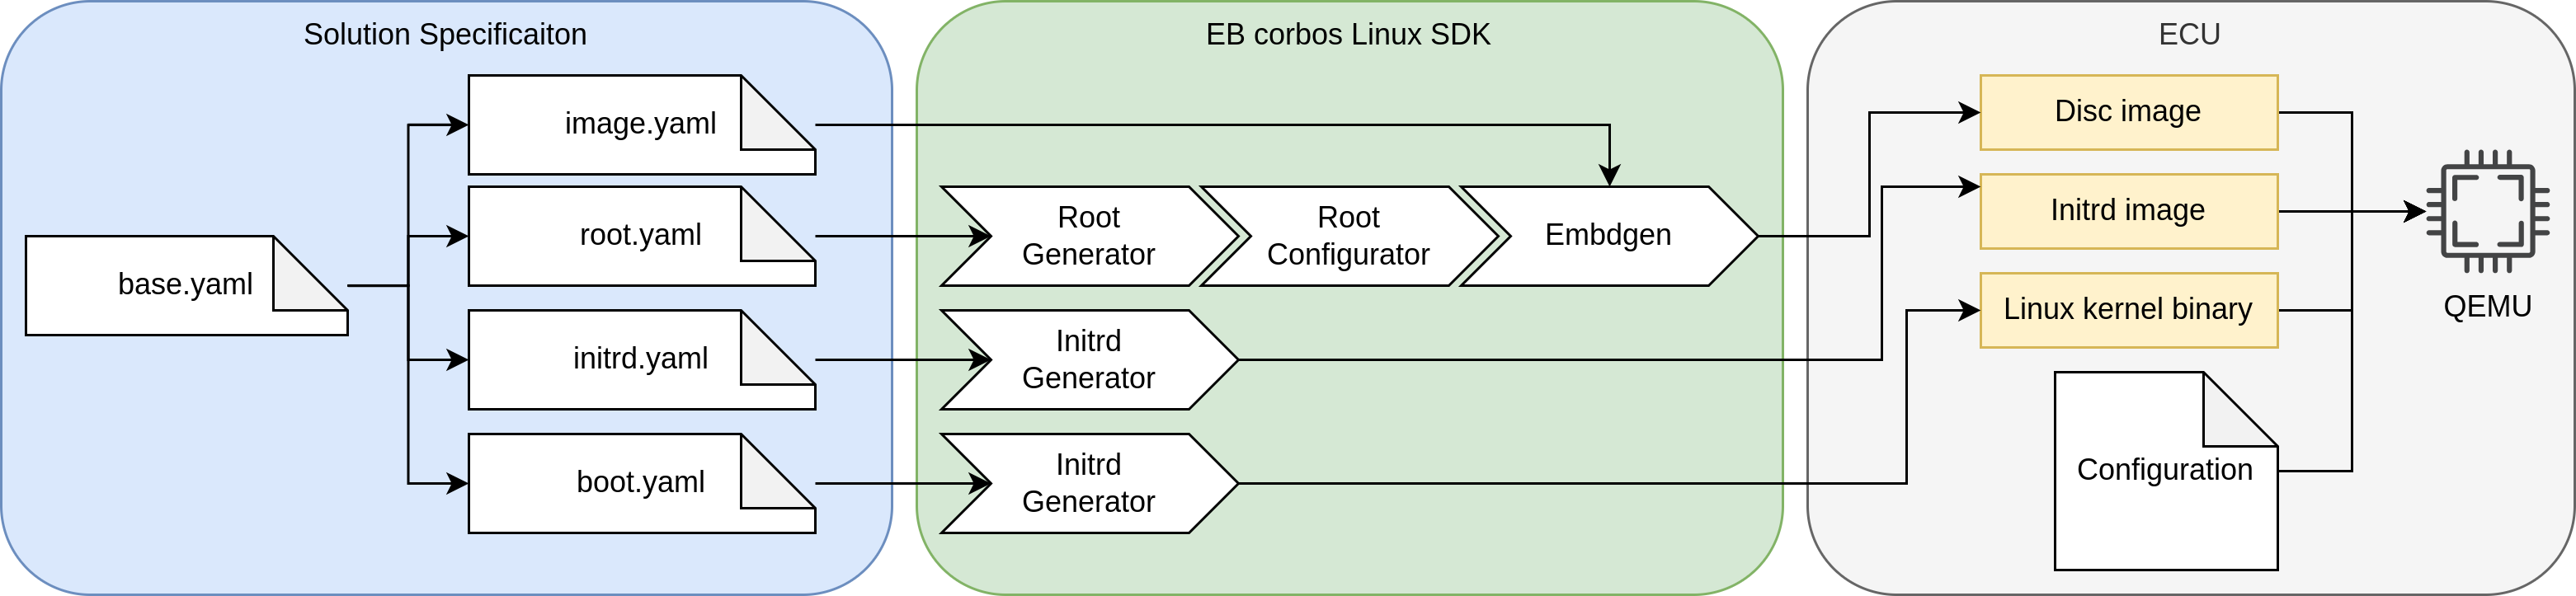 Solution Specificaiton
base.yaml
image.yaml
root.yaml
initrd.yaml
boot.yaml
EB corbos Linux SDK
Root
Generator
Root
Configurator
Embdgen
Initrd
Generator
Initrd
Generator
ECU
Disc image
Initrd image
Linux kernel binary
Configuration
QEMU